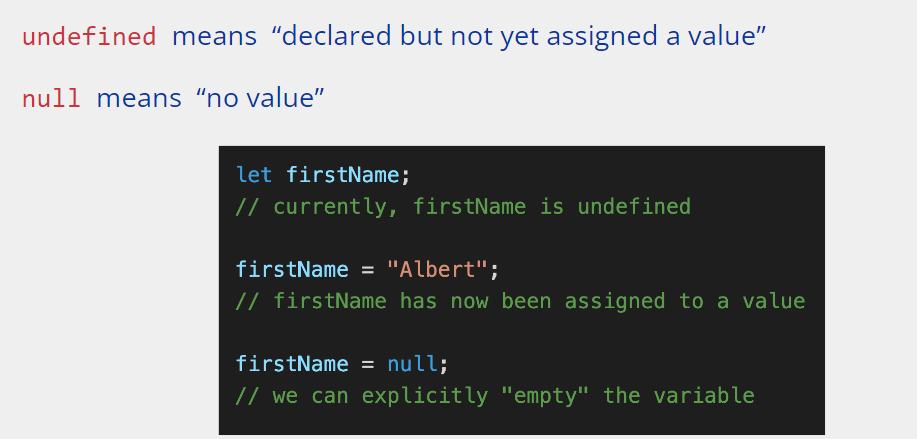 undefined means “declared but not yet assigned a value”
null means “no value”
let firstName;
// currently, firstName is undefined
firstName = "Albert";
// firstName has now been assigned to a value
firstName = null;
// we can explicitly "empty" the variable